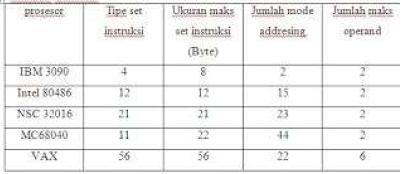 prosesor Tipe set instruksi Ukuran maks set instruksi (Byte) Jumlah mode addresing Jumlah maks operand
IBM 3090 4 8 2 2
Intel 80486 12 12 15 2
NSC 32016 21 21 23 2
MC68040 11 22 44 2
VAX 56 56 22 6